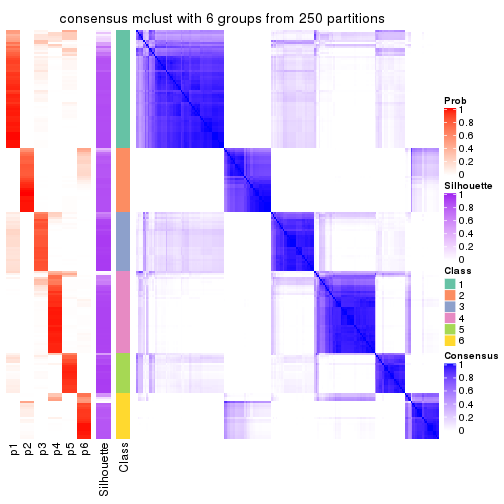 consensus mclust with 6 groups from 250 partitions
Prob
1
0.8
0.6
0.4
0.2
0
Silhouette
1
0.8
0.6
0.4
0.2
0
Class
1
2
3
4
5
6
Consensus
1
0.8
0.6
0.4
0.2
0
p1
p2
p3
p4
p5
p6
Silhouette
Class